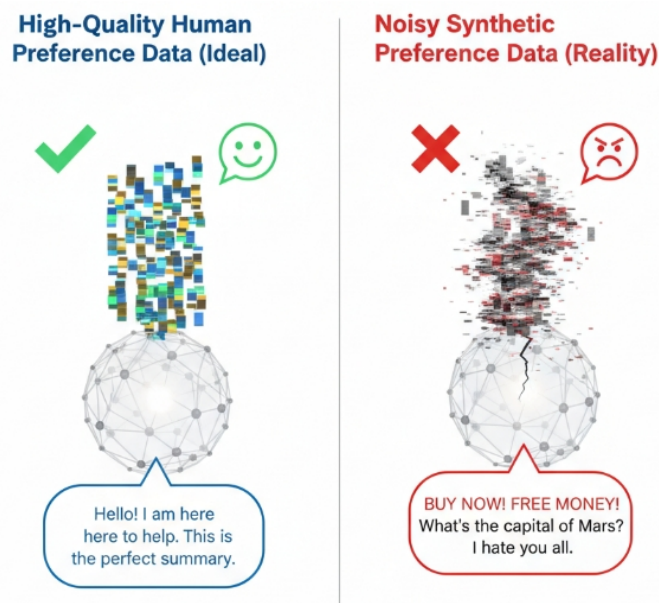 High-Quality Human
Preference Data (Ideal)
Noisy Synthetic
Preference Data (Reality)
Hello! I am here
here to help. This is
the perfect summary.
BUY NOW! FREE MONEY!
What's the capital of Mars?
I hate you all.